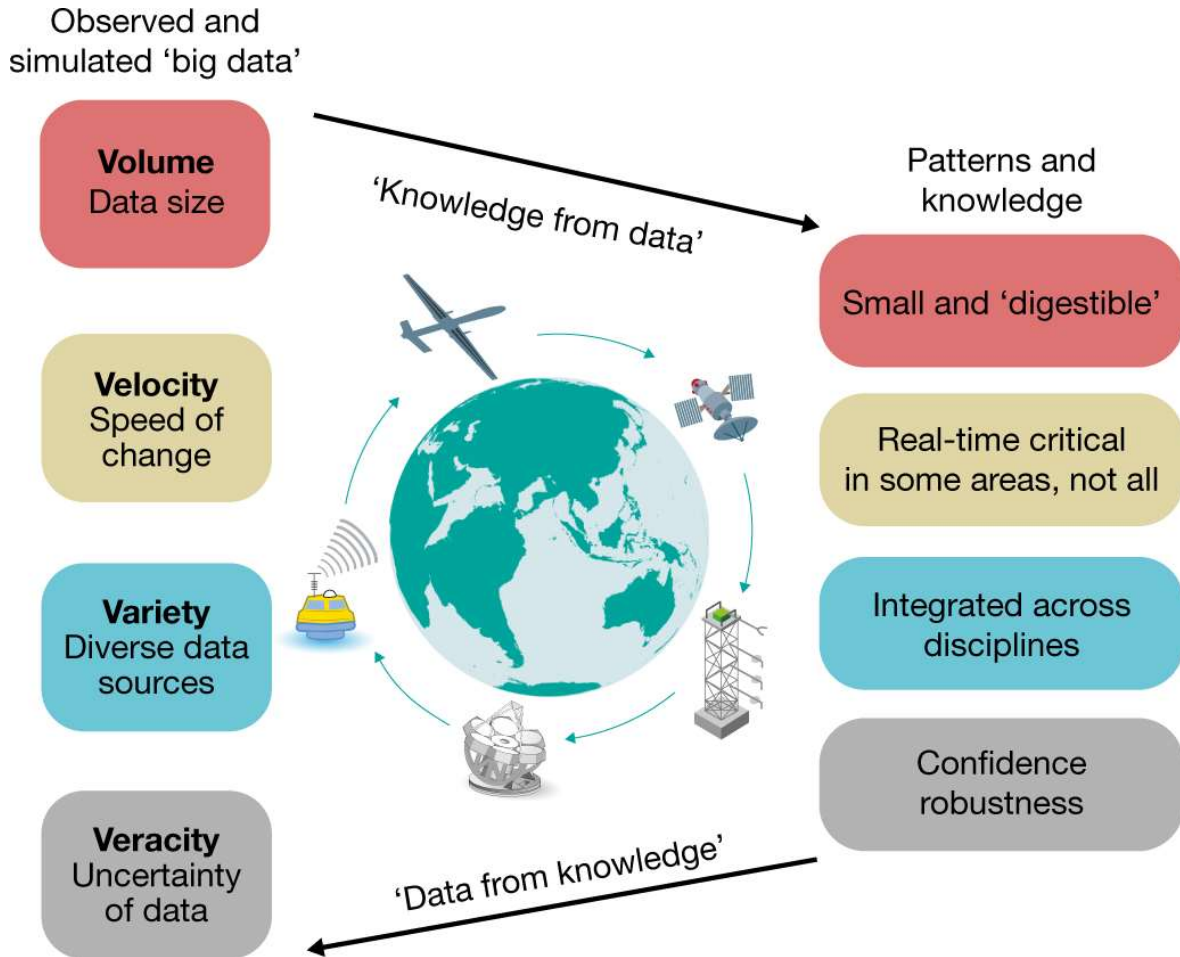 Observed and
simulated ‘big data’
Volume
Data size
Velocity
Speed of
change
Variety
Diverse data
sources
Veracity
Uncertainty
of data
‘Knowledge from data’
‘Data from knowledge’
Patterns and
knowledge
Small and ‘digestible’
Real-time critical
in some areas, not all
Integrated across
disciplines
Confidence
robustness